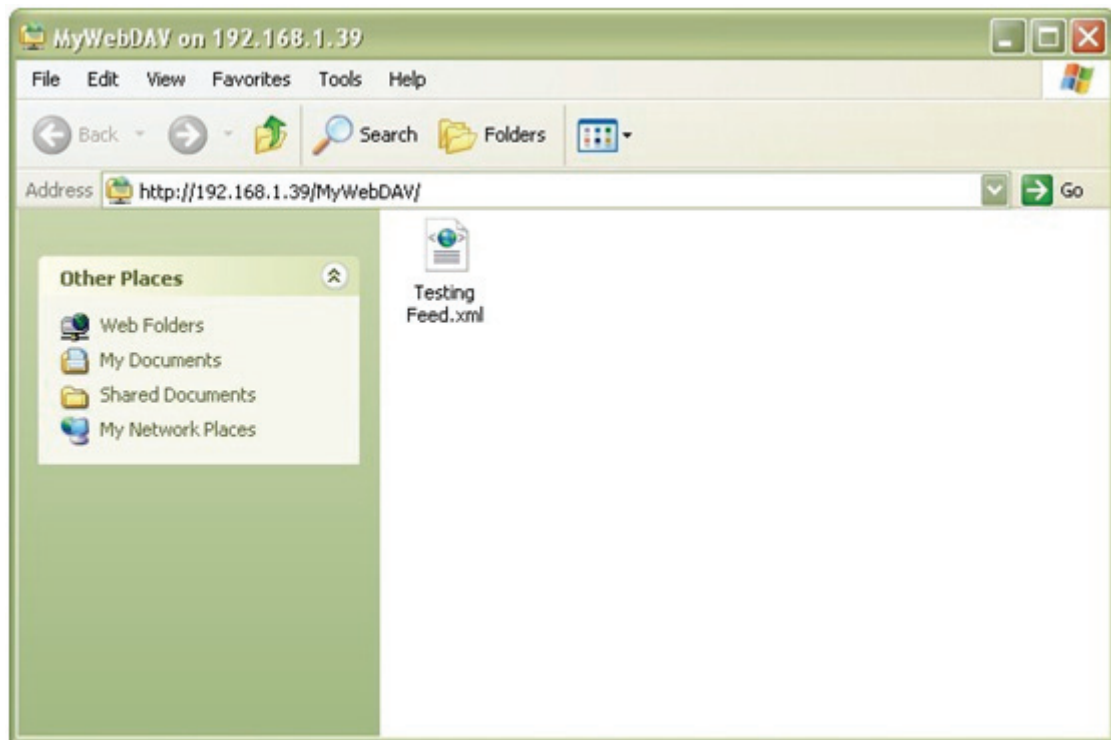 MyWebDAV on 192.168.1.39
File Edit View Favorites Tools Help
Back Search Folders
Address http://192.168.1.39/MyWebDAV/ Go
Other Places
Web Folders
My Documents
Shared Documents
My Network Places
Testing
Feed.xml